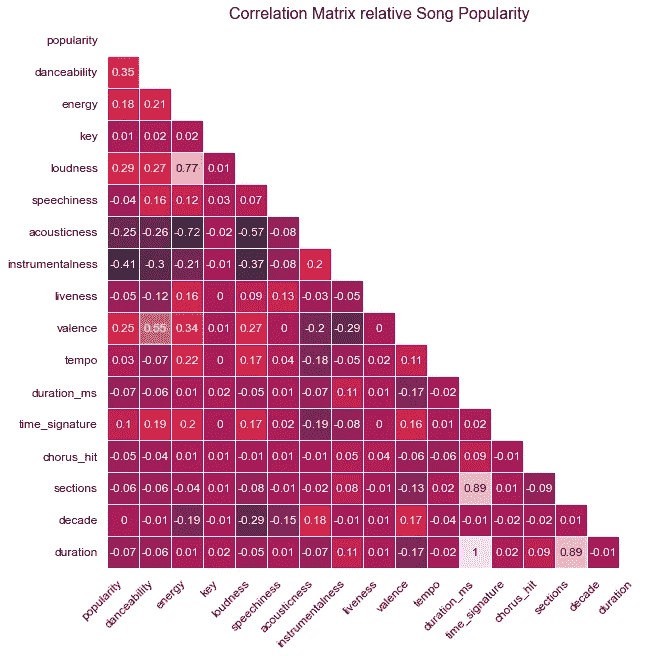 Correlation Matrix relative Song Popularity
popularity
danceability 0.35
energy 0.18 0.21
key 0.01 0.02 0.02
loudness 0.29 0.27 0.77 0.01
speechiness -0.04 0.16 0.12 0.03 0.07
acousticness -0.25 -0.26 -0.72 -0.02 -0.57 -0.08
instrumentalness -0.41 -0.3 -0.21 -0.01 -0.37 -0.08 0.2
liveness -0.05 -0.12 0.16 0 0.09 0.13 -0.03 -0.05
valence 0.25 0.55 0.34 0.01 0.27 0 -0.2 -0.29 0
tempo 0.03 -0.07 0.22 0 0.17 0.04 -0.18 -0.05 0.02 0.11
duration_ms -0.07 -0.06 0.01 0.02 -0.05 0.01 -0.07 0.11 0.01 -0.17 -0.02
time_signature 0.1 0.19 0.2 0 0.17 0.02 -0.19 -0.08 0 0.16 0.01 0.02
chorus_hit -0.05 -0.04 0.01 0.01 -0.01 -0.01 -0.01 0.05 0.04 -0.06 -0.06 0.09 -0.01
sections -0.06 -0.06 -0.04 0.01 -0.08 -0.01 -0.02 0.08 -0.01 -0.13 0.02 0.89 0.01 -0.09
decade 0 -0.01 -0.19 -0.01 -0.29 -0.15 0.18 -0.01 0.01 0.17 -0.04 -0.01 -0.02 -0.02 0.01
duration -0.07 -0.06 0.01 0.02 -0.05 0.01 -0.07 0.11 0.01 -0.17 -0.02 1 0.02 0.09 0.89 -0.01
popularity danceability energy key loudness speechiness acousticness instrumentalness liveness valence tempo duration_ms time_signature chorus_hit sections decade duration